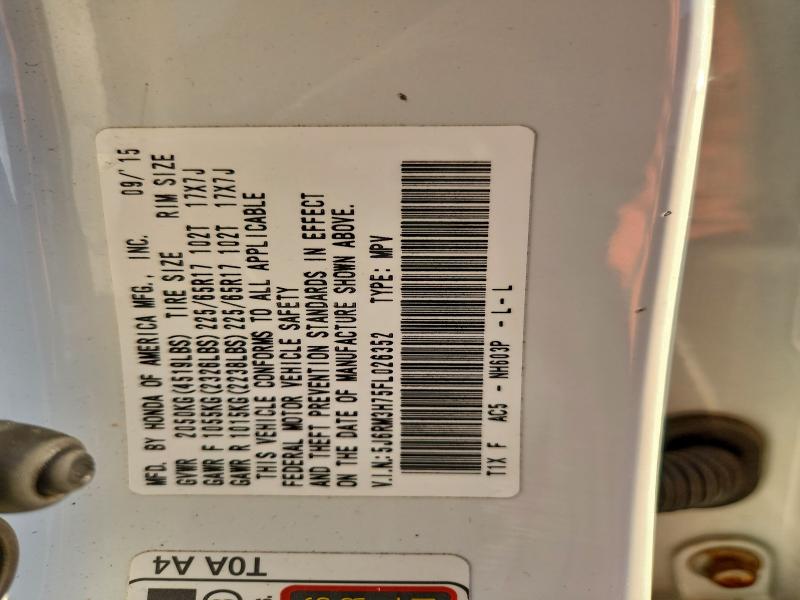 MFD. BY HONDA OF AMERICA MFG., INC. 09/'15
GVWR 2050KG(4519LBS) TIRE SIZE RIM SIZE
GAWR F 1055KG(2326LBS) 225/65R17 102T 17X7J
GAWR R 1015KG(2238LBS) 225/65R17 102T 17X7J
THIS VEHICLE CONFORMS TO ALL APPLICABLE
FEDERAL MOTOR VEHICLE SAFETY
AND THEFT PREVENTION STANDARDS IN EFFECT
ON THE DATE OF MANUFACTURE SHOWN ABOVE.
V.I.N.:5J6RM3H75FL026352 TYPE: MPV
T1X F AC5 - NH603P - L - L
T0A A4